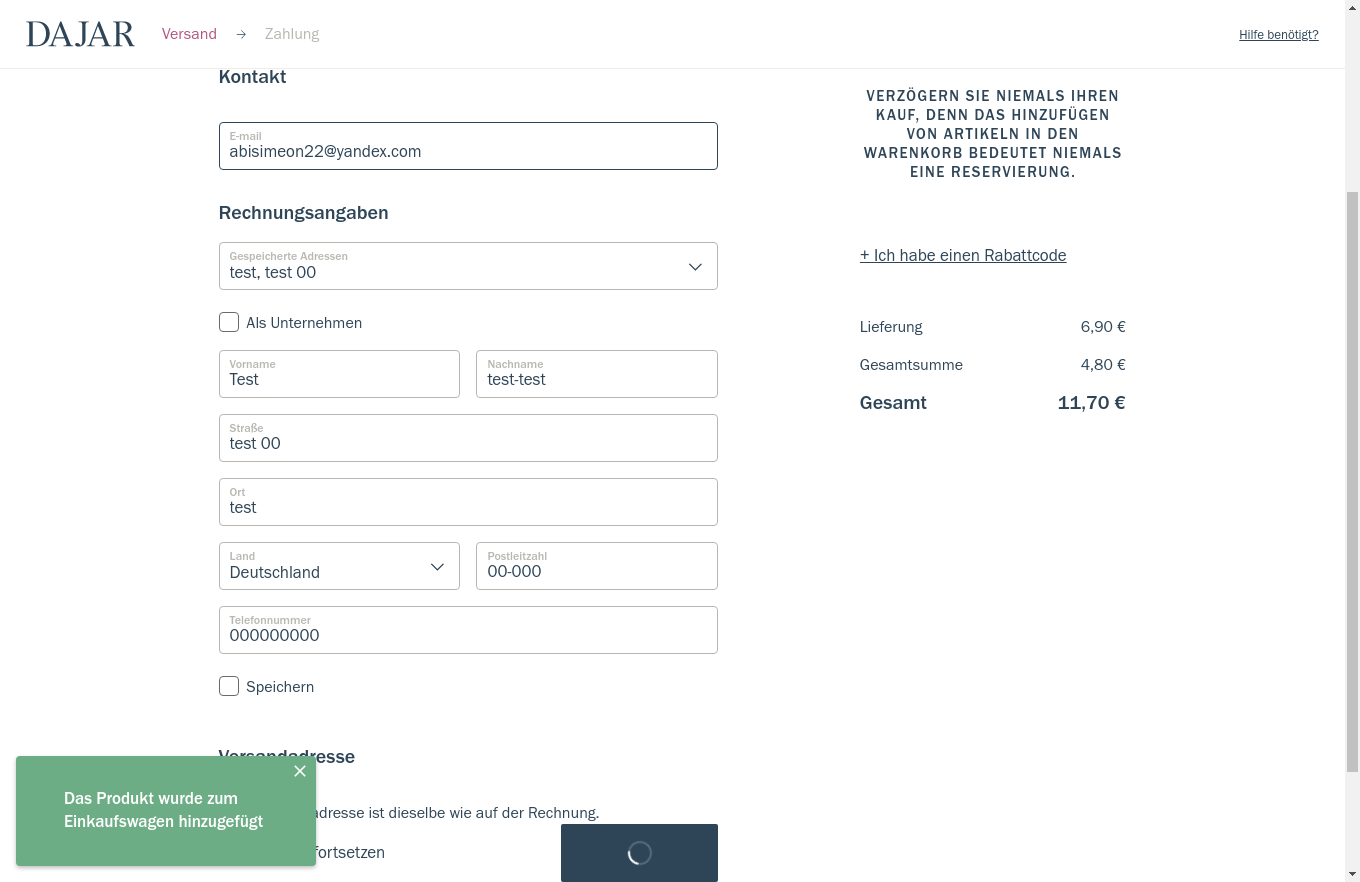 DAJAR
Versand
Zahlung
Hilfe benötigt?
Kontakt
E-mail
abisimeon22@yandex.com
Rechnungsangaben
Gespeicherte Adressen
test, test 00
Als Unternehmen
Vorname
Test
Nachname
test-test
Straße
test 00
Ort
test
Land
Deutschland
Postleitzahl
00-000
Telefonnummer
000000000
Speichern
Versandadresse
adresse ist dieselbe wie auf der Rechnung.
fortsetzen
Das Produkt wurde zum
Einkaufswagen hinzugefügt
VERZÖGERN SIE NIEMALS IHREN
KAUF, DENN DAS HINZUFÜGEN
VON ARTIKELN IN DEN
WARENKORB BEDEUTET NIEMALS
EINE RESERVIERUNG.
+ Ich habe einen Rabattcode
Lieferung 6,90 €
Gesamtsumme 4,80 €
Gesamt 11,70 €